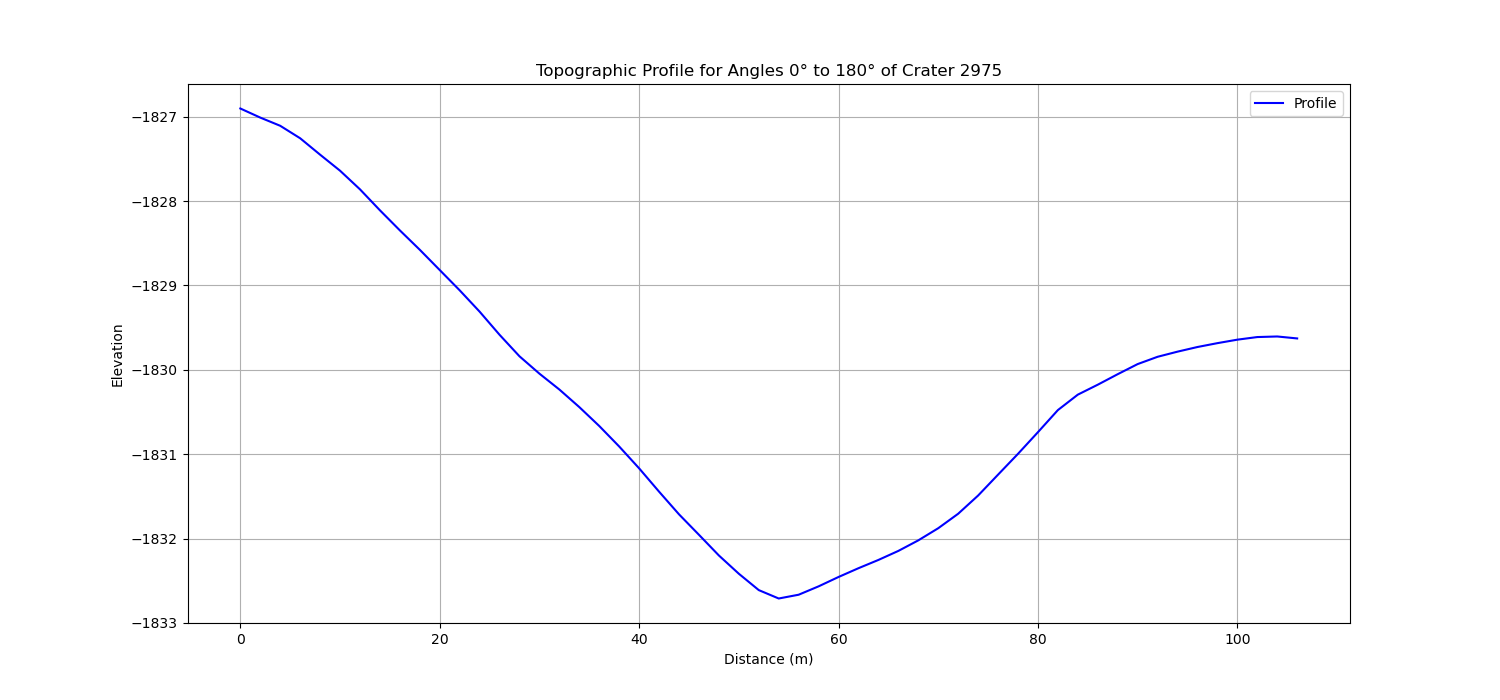 Topographic Profile for Angles 0° to 180° of Crater 2975
Profile
−1827
−1828
−1829
−1830
−1831
−1832
−1833
Elevation
0 20 40 60 80 100
Distance (m)